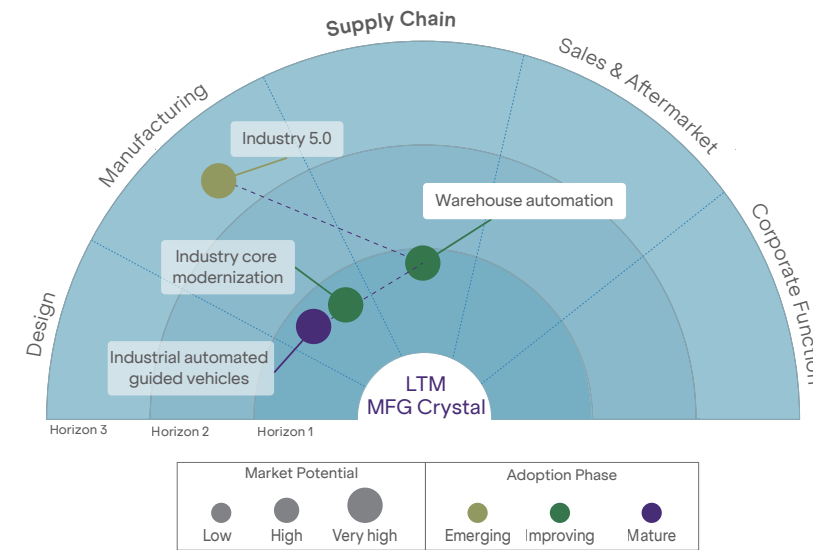 Supply Chain
Sales & Aftermarket
Manufacturing
Corporate Function
Design
Industry 5.0
Warehouse automation
Industry core
modernization
Industrial automated
guided vehicles
LTM
MFG Crystal
Horizon 3
Horizon 2
Horizon 1
Market Potential
Low
High
Very high
Adoption Phase
Emerging
Improving
Mature